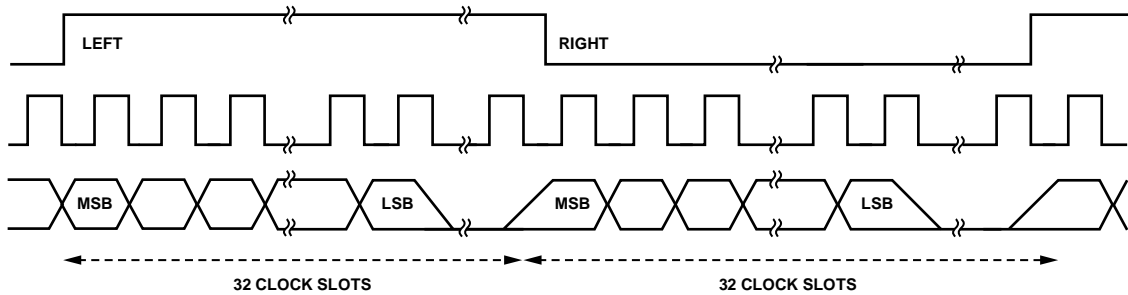 LEFT
RIGHT
MSB
LSB
MSB
LSB
32 CLOCK SLOTS
32 CLOCK SLOTS